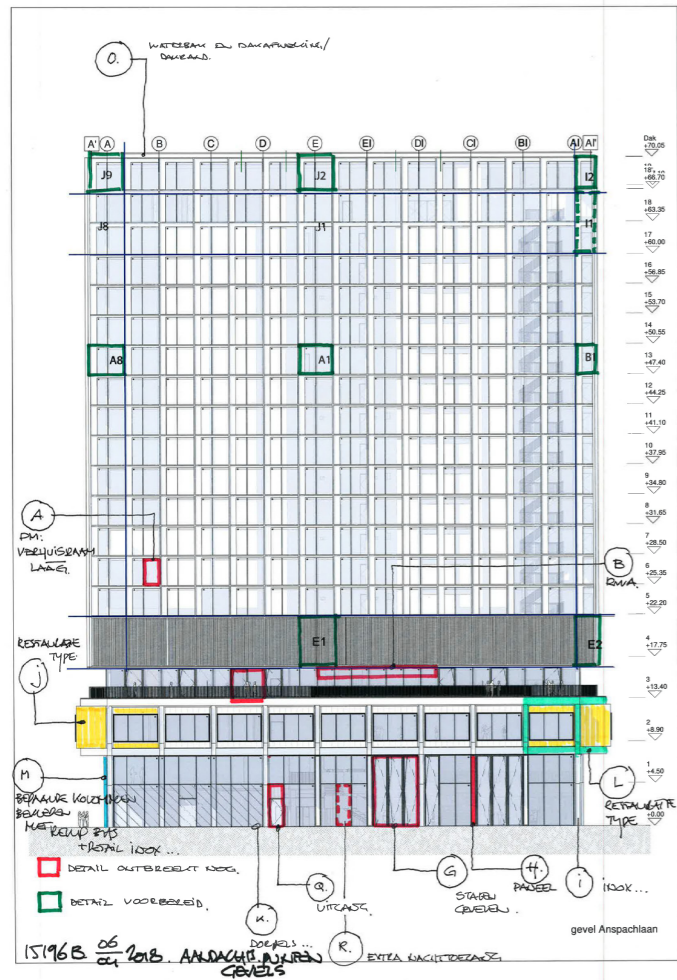 O.
WATERBAK EN DAKAFWERKING/
DAKRAND.
A' A B C D E EI DI CI BI AI AI'
Dak
+70.05
J9 J2 I2
+66.70
J8 J1 I1
18
+63.35
17
+60.00
16
+56.85
15
+53.70
14
+50.55
A8 A1 B1
13
+47.40
12
+44.25
11
+41.10
10
+37.95
9
+34.80
8
+31.65
7
+28.50
6
+25.35
5
+22.20
A
PM:
VERHUISRAAM
LAAG.
B
RWA.
E1 E2
4
+17.75
3
+13.40
2
+8.90
1
+4.50
+0.00
RESTAURATIE
TYPE
J
L
RESTAURATIE
TYPE
M
BEPAALDE KOLOMMEN
BEKLEDEN
MET
+ DETAIL INOX...
DETAIL ONTBREEKT NOG.
DETAIL VOORBEREID.
K.
DORPELS...
Q.
UITGANG.
R.
EXTRA NACHTTOEGANG
G
STALEN
GEVELEN.
H.
PANEEL
i
INOX...
gevel Anspachlaan
15196B 06/04 2018. AANDACHTSPUNTEN
GEVELS